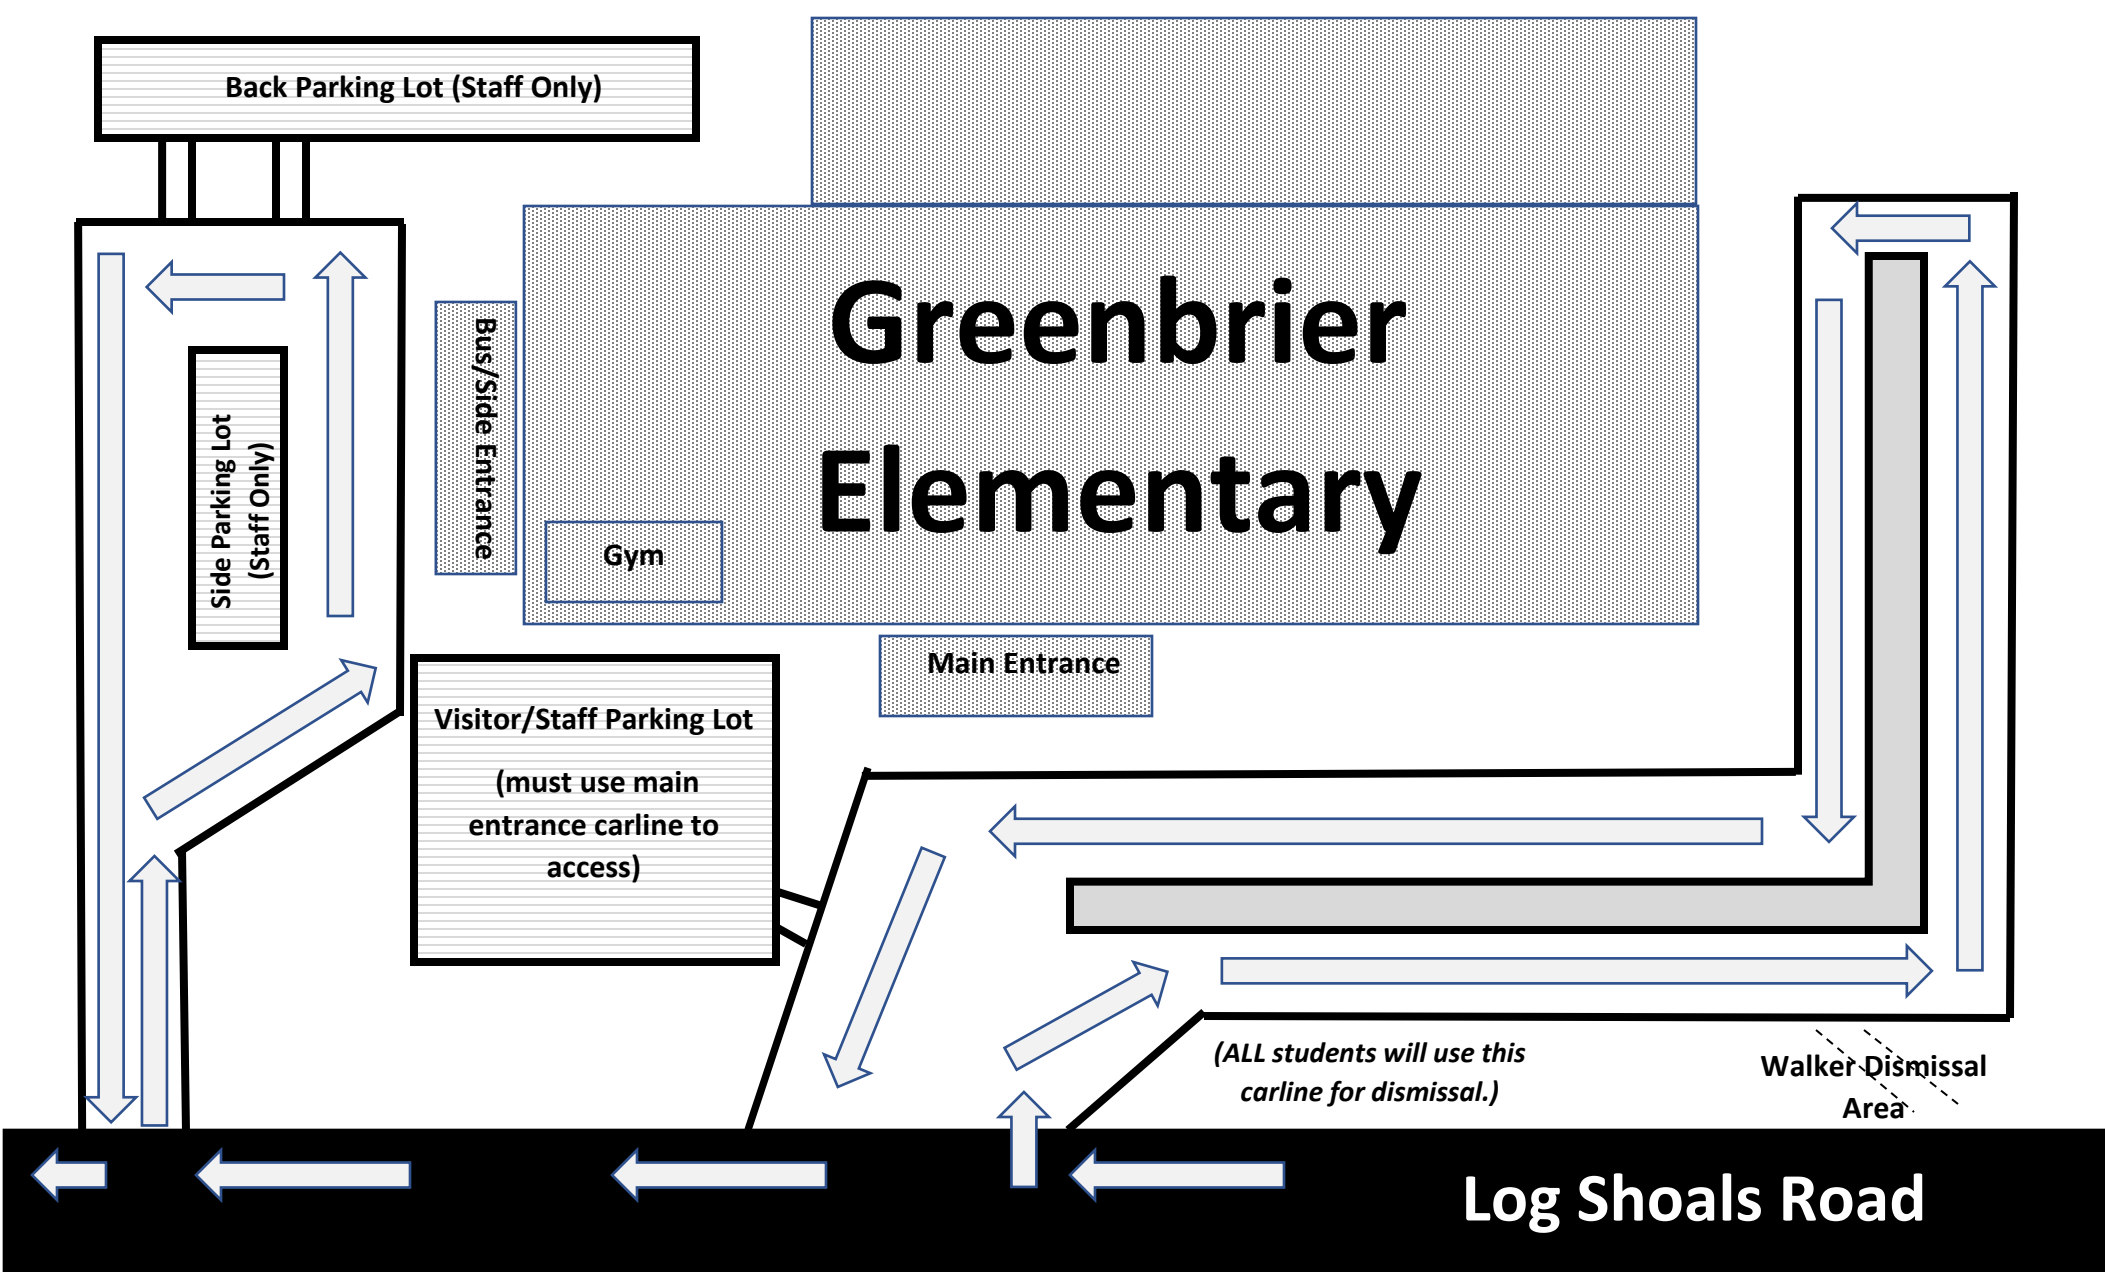 Back Parking Lot (Staff Only)
Greenbrier
Elementary
Bus/Side Entrance
Side Parking Lot
(Staff Only)
Gym
Main Entrance
Visitor/Staff Parking Lot
(must use main
entrance carline to
access)
(ALL students will use this
carline for dismissal.)
Walker Dismissal
Area
Log Shoals Road